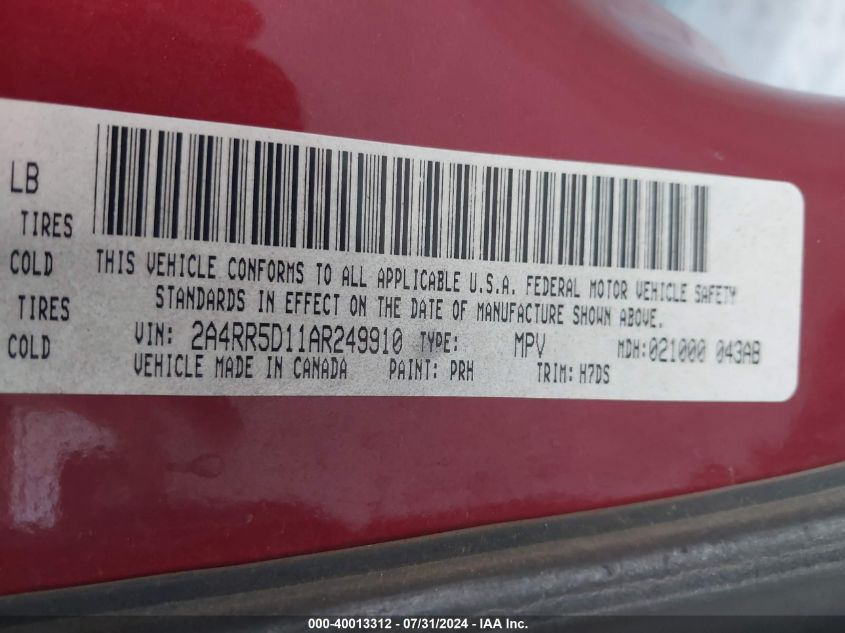 LB
TIRES
COLD
TIRES
COLD
THIS VEHICLE CONFORMS TO ALL APPLICABLE U.S.A. FEDERAL MOTOR VEHICLE SAFETY
STANDARDS IN EFFECT ON THE DATE OF MANUFACTURE SHOWN ABOVE.
VIN: 2A4RR5D11AR249910 TYPE: MPV MDH:021000 043AB
VEHICLE MADE IN CANADA PAINT: PRH TRIM: H7DS
000-40013312 / 07/31/2024 - IAA Inc.